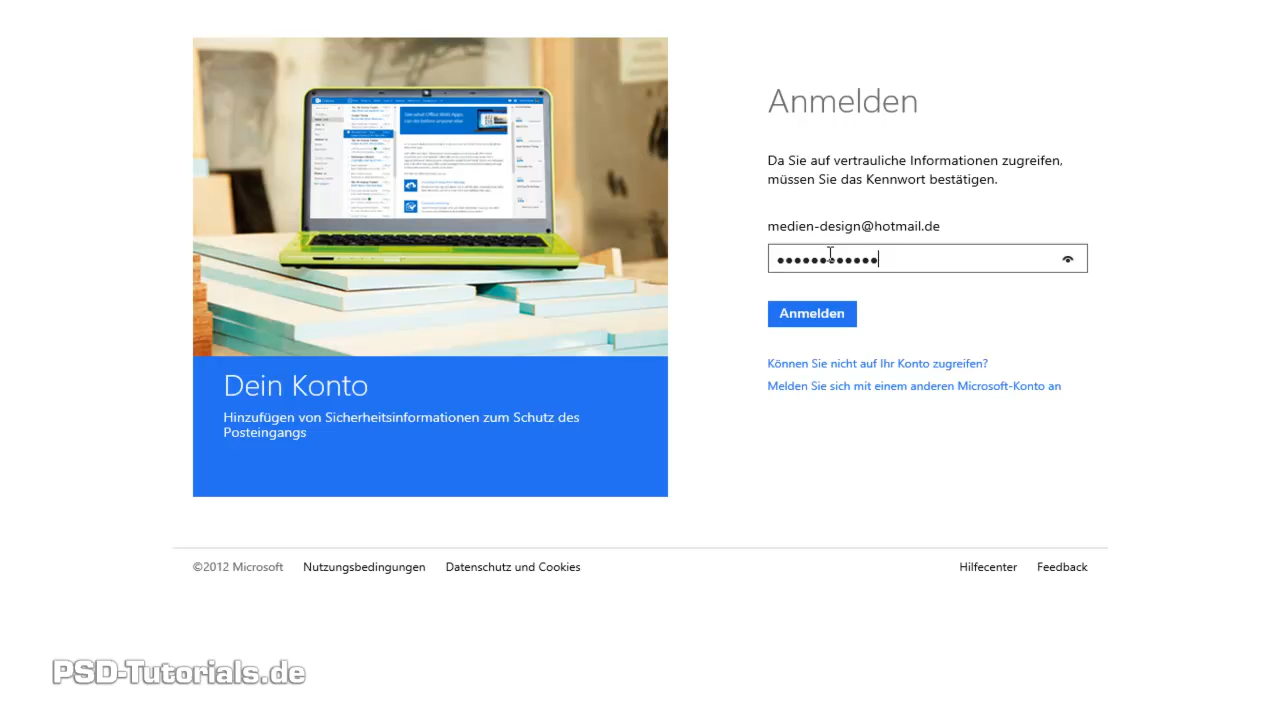 Anmelden
Da Sie auf vertrauliche Informationen zugreifen,
müssen Sie das Kennwort bestätigen.
medien-design@hotmail.de
Anmelden
Können Sie nicht auf Ihr Konto zugreifen?
Melden Sie sich mit einem anderen Microsoft-Konto an
Dein Konto
Hinzufügen von Sicherheitsinformationen zum Schutz des
Posteingangs
©2012 Microsoft Nutzungsbedingungen Datenschutz und Cookies Hilfecenter Feedback
PSD-Tutorials.de